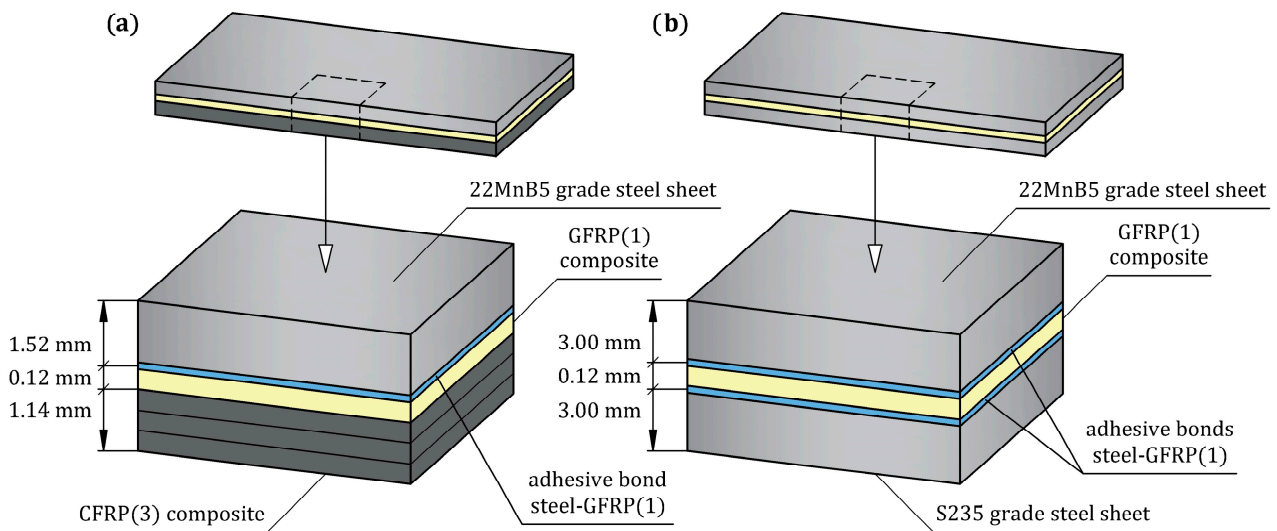 (a)
22MnB5 grade steel sheet
GFRP(1)
composite
1.52 mm
0.12 mm
1.14 mm
adhesive bond
steel-GFRP(1)
CFRP(3) composite
(b)
22MnB5 grade steel sheet
GFRP(1)
composite
3.00 mm
0.12 mm
3.00 mm
adhesive bonds
steel-GFRP(1)
S235 grade steel sheet